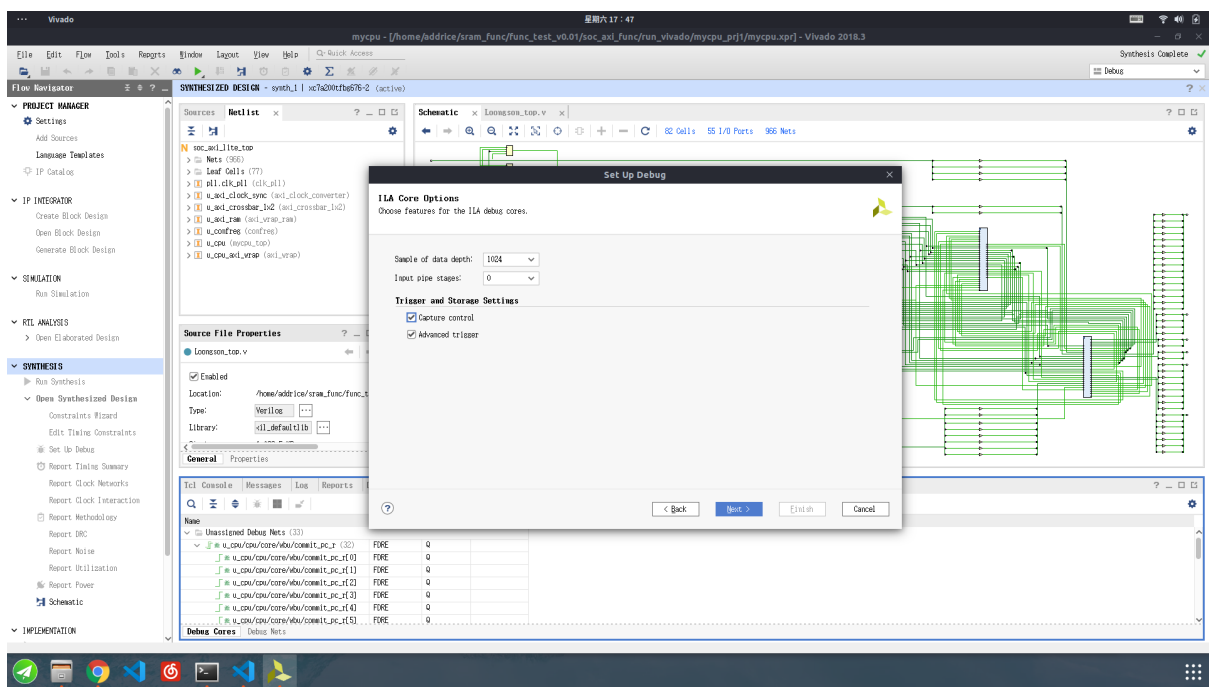 Vivado
星期六 17：47
mycpu - [/home/addrice/sram_func/func_test_v0.01/soc_axi_func/run_vivado/mycpu_prj1/mycpu.xpr] - Vivado 2018.3
File Edit Flow Tools Reports Window Layout View Help Quick Access
Synthesis Complete
Debug
Flow Navigator
SYNTHESIZED DESIGN - synth_1 | xc7a200tfbg676-2 (active)
PROJECT MANAGER
Settings
Add Sources
Language Templates
IP Catalog
IP INTEGRATOR
Create Block Design
Open Block Design
Generate Block Design
SIMULATION
Run Simulation
RTL ANALYSIS
Open Elaborated Design
SYNTHESIS
Run Synthesis
Open Synthesized Design
Constraints Wizard
Edit Timing Constraints
Set Up Debug
Report Timing Summary
Report Clock Networks
Report Clock Interaction
Report Methodology
Report DRC
Report Noise
Report Utilization
Report Power
Schematic
IMPLEMENTATION
Sources Netlist
N soc_axi_lite_top
Nets (966)
Leaf Cells (77)
pll.clk_pll (clk_pll)
u_axi_clock_sync (axi_clock_converter)
u_axi_crossbar_1x2 (axi_crossbar_1x2)
u_axi_ram (axi_wrap_ram)
u_confreg (confreg)
u_cpu (mycpu_top)
u_cpu_axi_wrap (axi_wrap)
Source File Properties
Loongson_top.v
Enabled
Location: /home/addrice/sram_func/func_t
Type: Verilog
Library: xil_defaultlib
General Properties
Schematic Loongson_top.v
82 Cells 55 I/O Ports 966 Nets
Set Up Debug
ILA Core Options
Choose features for the ILA debug cores.
Sample of data depth: 1024
Input pipe stages: 0
Trigger and Storage Settings
Capture control
Advanced trigger
< Back Next > Finish Cancel
Tcl Console Messages Log Reports
Name
Unassigned Debug Nets (33)
u_cpu/cpu/core/wbu/commit_pc_r (32) FDRE Q
u_cpu/cpu/core/wbu/commit_pc_r[0] FDRE Q
u_cpu/cpu/core/wbu/commit_pc_r[1] FDRE Q
u_cpu/cpu/core/wbu/commit_pc_r[2] FDRE Q
u_cpu/cpu/core/wbu/commit_pc_r[3] FDRE Q
u_cpu/cpu/core/wbu/commit_pc_r[4] FDRE Q
u_cpu/cpu/core/wbu/commit_pc_r[5] FDRE Q
Debug Cores Debug Nets